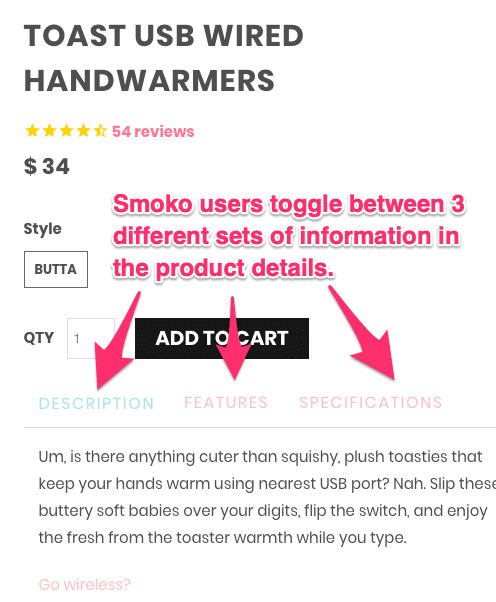 TOAST USB WIRED
HANDWARMERS
54 reviews
$ 34
Smoko users toggle between 3
different sets of information in
the product details.
Style
BUTTA
QTY 1 ADD TO CART
DESCRIPTION FEATURES SPECIFICATIONS
Um, is there anything cuter than squishy, plush toasties that
keep your hands warm using nearest USB port? Nah. Slip these
buttery soft babies over your digits, flip the switch, and enjoy
the fresh from the toaster warmth while you type.
Go wireless?